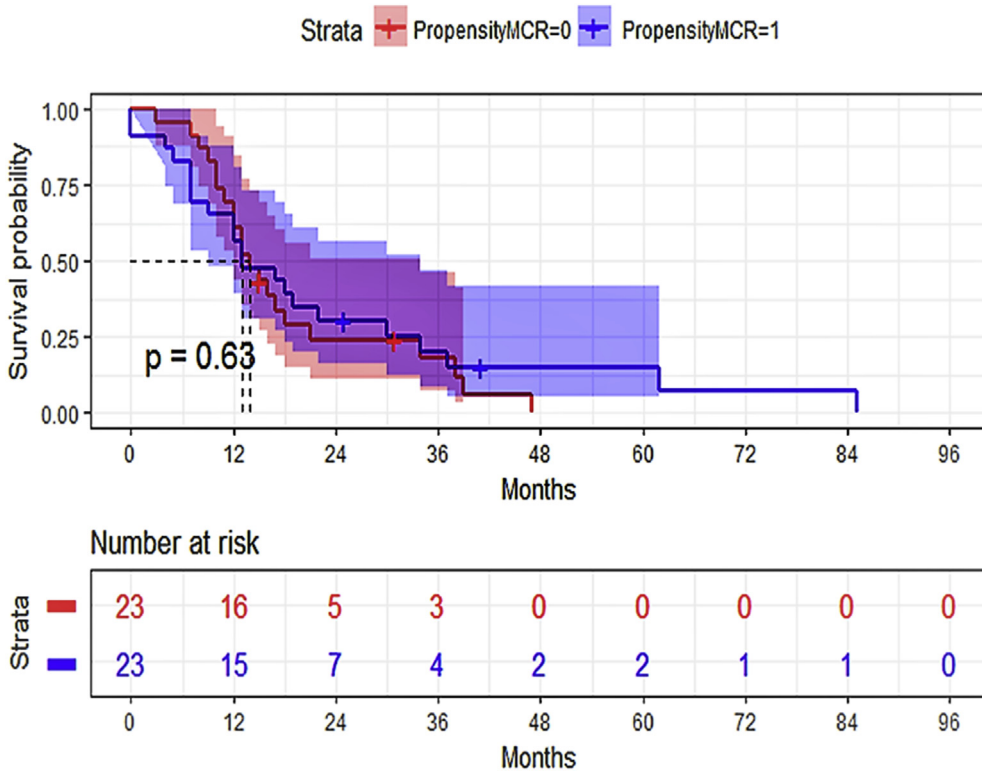 Strata PropensityMCR=0 PropensityMCR=1
Survival probability
1.00
0.75
0.50
0.25
0.00
p = 0.63
0 12 24 36 48 60 72 84 96
Months
Number at risk
Strata
23 16 5 3 0 0 0 0 0
23 15 7 4 2 2 1 1 0
0 12 24 36 48 60 72 84 96
Months